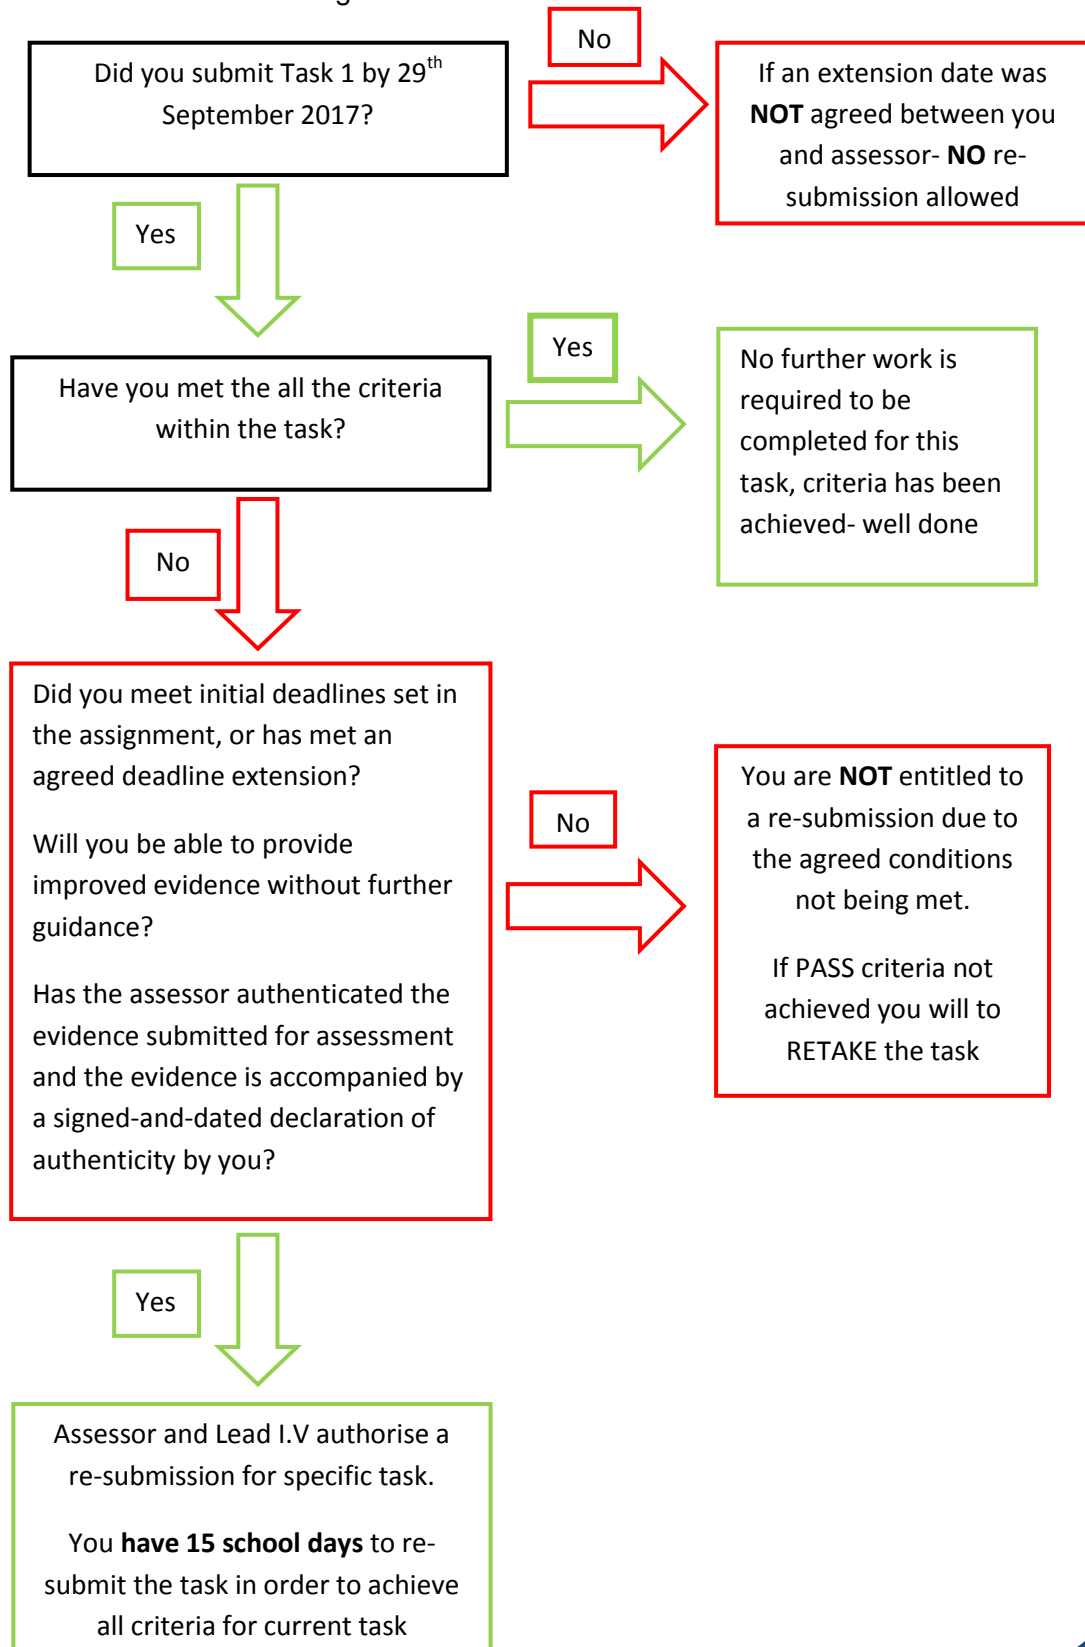 Did you submit Task 1 by 29th
September 2017?
No
If an extension date was
NOT agreed between you
and assessor- NO re-
submission allowed
Yes
Have you met the all the criteria
within the task?
Yes
No further work is
required to be
completed for this
task, criteria has been
achieved- well done
No
Did you meet initial deadlines set in
the assignment, or has met an
agreed deadline extension?
Will you be able to provide
improved evidence without further
guidance?
Has the assessor authenticated the
evidence submitted for assessment
and the evidence is accompanied by
a signed-and-dated declaration of
authenticity by you?
No
You are NOT entitled to
a re-submission due to
the agreed conditions
not being met.
If PASS criteria not
achieved you will to
RETAKE the task
Yes
Assessor and Lead I.V authorise a
re-submission for specific task.
You have 15 school days to re-
submit the task in order to achieve
all criteria for current task